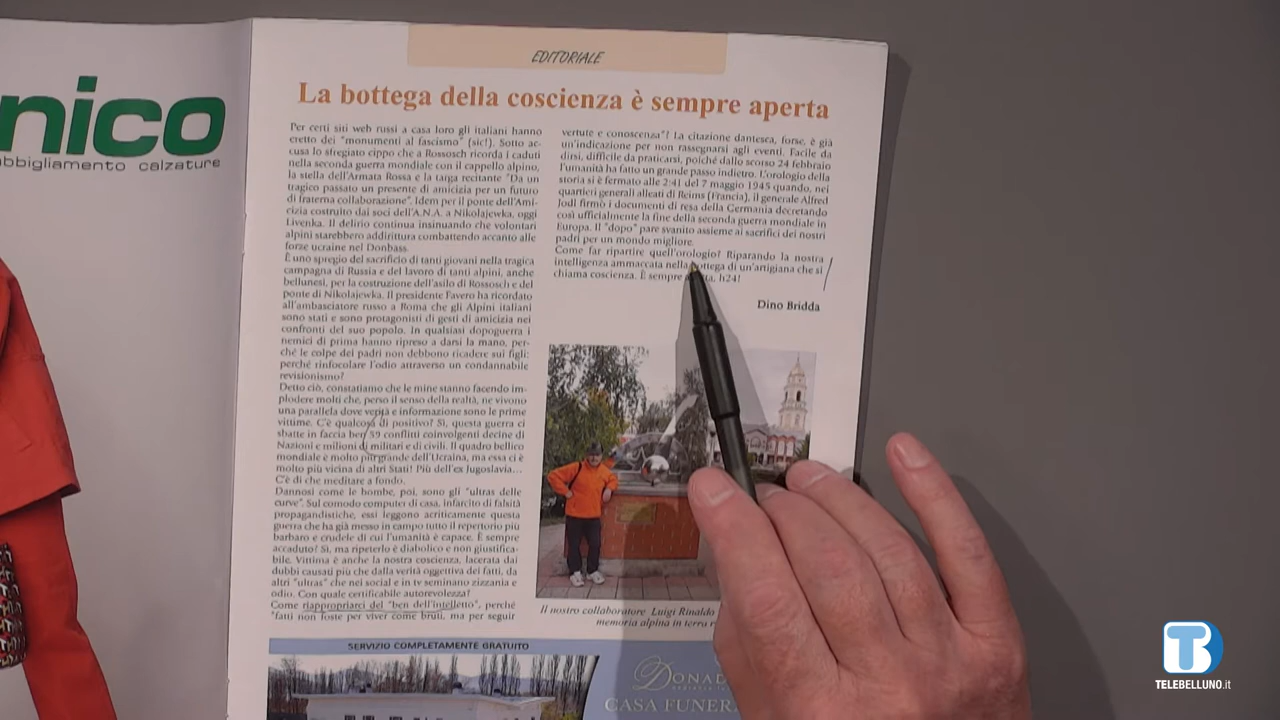 nico
abbigliamento calzature
EDITORIALE
La bottega della coscienza è sempre aperta
Per certi siti web russi a casa loro gli italiani hanno
eretto dei "monumenti al fascismo" (sic!). Sotto ac-
cusa lo sfregiato cippo che a Rossosch ricorda i caduti
nella seconda guerra mondiale con il cappello alpino,
la stella dell'Armata Rossa e la targa recitante "Da un
tragico passato un presente di amicizia per un futuro
di fraterna collaborazione". Idem per il ponte dell'Ami-
cizia costruito dai soci dell'A.N.A. a Nikolajewka, oggi
Livenka. Il delirio continua insinuando che volontari
alpini starebbero addirittura combattendo accanto alle
forze ucraine nel Donbass.
È uno spregio del sacrificio di tanti giovani nella tragica
campagna di Russia e del lavoro di tanti alpini, anche
bellunesi, per la costruzione dell'asilo di Rossosch e del
ponte di Nikolajewka. Il presidente Favero ha ricordato
all'ambasciatore russo a Roma che gli Alpini italiani
sono stati e sono protagonisti di gesti di amicizia nei
confronti del suo popolo. In qualsiasi dopoguerra i
nemici di prima hanno ripreso a darsi la mano, per-
ché le colpe dei padri non debbono ricadere sui figli:
perché rinfocolare l'odio attraverso un condannabile
revisionismo?
Detto ciò, constatiamo che le mine stanno facendo im-
plodere molti che, perso il senso della realtà, ne vivono
una parallela dove verità e informazione sono le prime
vittime. C'è qualcosa di positivo? Sì, questa guerra ci
sbatte in faccia ben 59 conflitti coinvolgenti decine di
Nazioni e milioni di militari e di civili. Il quadro bellico
mondiale è molto più grande dell'Ucraina, ma essa ci è
molto più vicina di altri Stati! Più dell'ex Jugoslavia...
C'è di che meditare a fondo.
Dannosi come le bombe, poi, sono gli "ultras delle
curve". Sul comodo computer di casa, infarcito di falsità
propagandistiche, essi leggono acriticamente questa
guerra che ha già messo in campo tutto il repertorio più
barbaro e crudele di cui l'umanità è capace. È sempre
accaduto? Sì, ma ripeterlo è diabolico e non giustifica-
bile. Vittima è anche la nostra coscienza, lacerata dai
dubbi causati più che dalla verità oggettiva dei fatti, da
altri "ultras" che nei social e in tv seminano zizzania e
odio. Con quale certificabile autorevolezza?
Come riappropriarci del "ben dell'intelletto", perché
"fatti non foste per viver come bruti, ma per seguir
vertute e conoscenza"? La citazione dantesca, forse, è già
un'indicazione per non rassegnarsi agli eventi. Facile da
dirsi, difficile da praticarsi, poiché dallo scorso 24 febbraio
l'umanità ha fatto un grande passo indietro. L'orologio della
storia si è fermato alle 2:41 del 7 maggio 1945 quando, nei
quartieri generali alleati di Reims (Francia), il generale Alfred
Jodl firmò i documenti di resa della Germania decretando
così ufficialmente la fine della seconda guerra mondiale in
Europa. Il "dopo" pare svanito assieme ai sacrifici dei nostri
padri per un mondo migliore.
Come far ripartire quell'orologio? Riparando la nostra
intelligenza ammaccata nella bottega di un'artigiana che si
chiama coscienza. È sempre h24!
Dino Bridda
Il nostro collaboratore Luigi Rinaldo
memoria alpina in terra
SERVIZIO COMPLETAMENTE GRATUITO
DONAD
CASA FUNER
TB
TELEBELLUNO.it